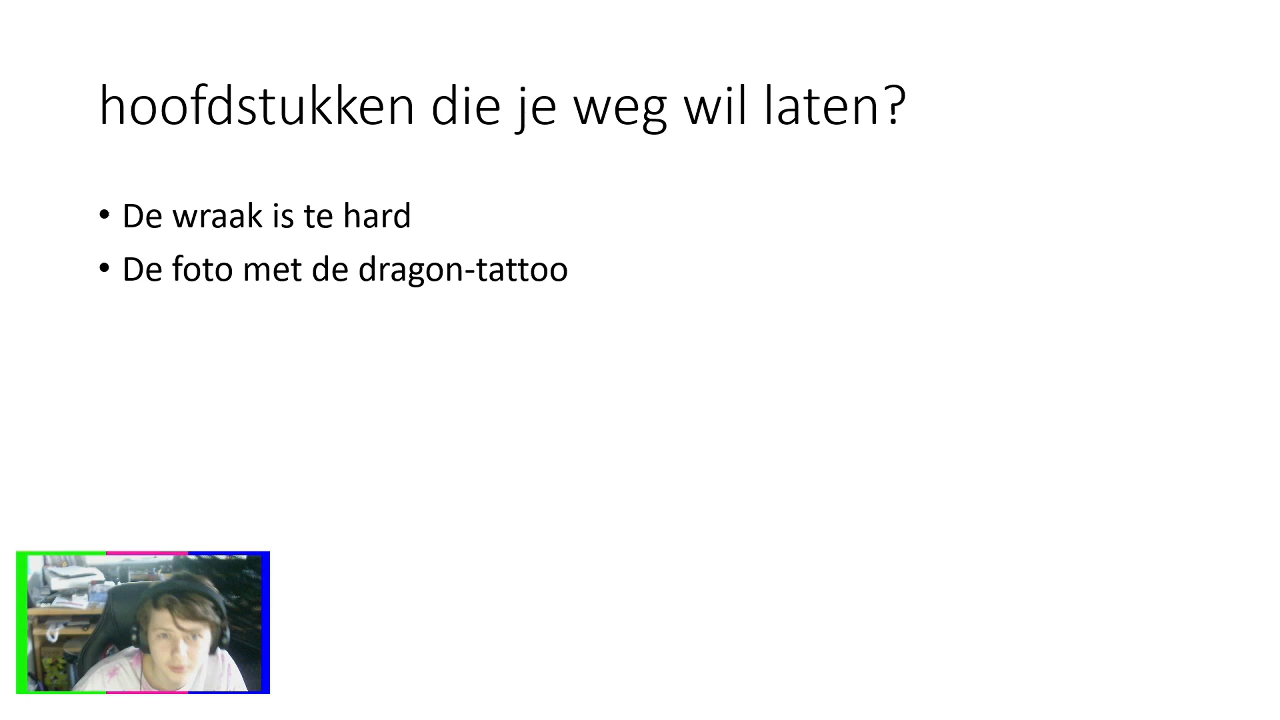 hoofdstukken die je weg wil laten?
• De wraak is te hard
• De foto met de dragon-tattoo